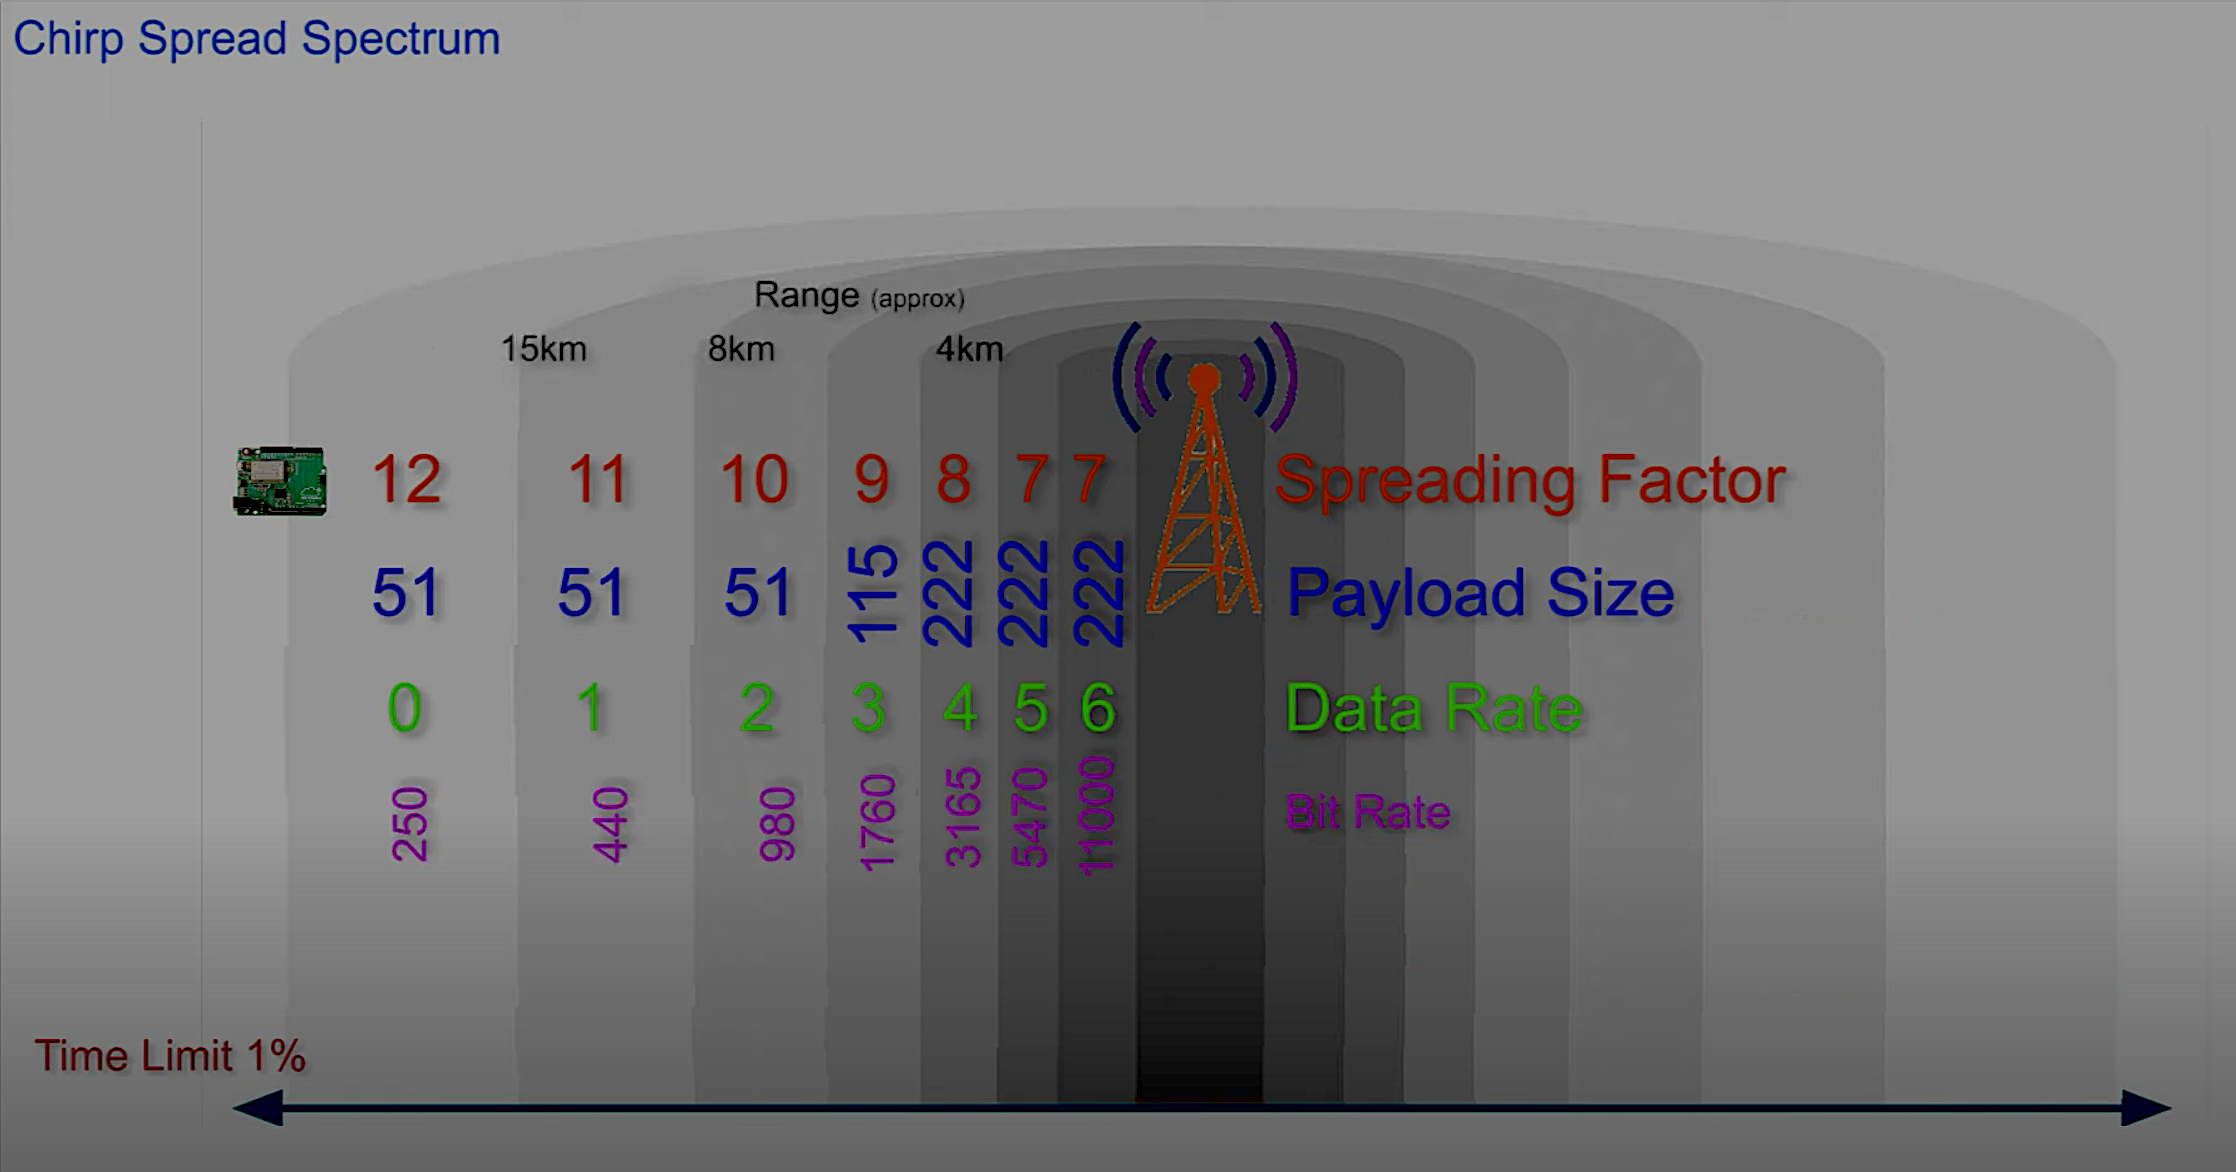 Chirp Spread Spectrum
Range (approx)
15km 8km 4km
12 11 10 9 8 7 7 Spreading Factor
51 51 51 115 222 222 222 Payload Size
0 1 2 3 4 5 6 Data Rate
250 440 980 1760 3165 5470 11000 Bit Rate
Time Limit 1%